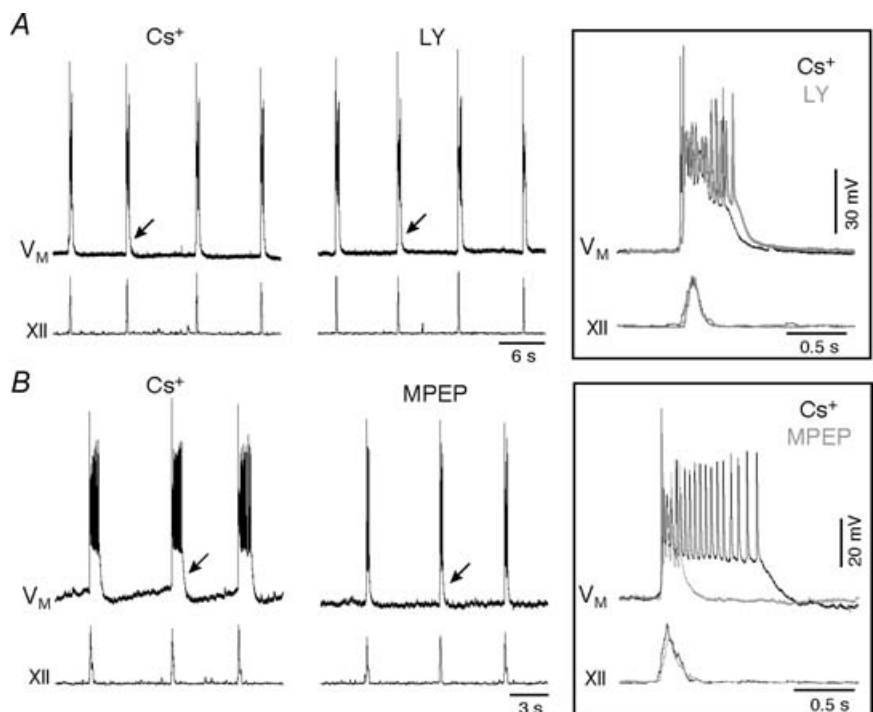 A
Cs⁺
LY
V_M
XII
6 s
Cs⁺
LY
30 mV
V_M
XII
0.5 s
B
Cs⁺
MPEP
V_M
XII
3 s
Cs⁺
MPEP
20 mV
V_M
XII
0.5 s